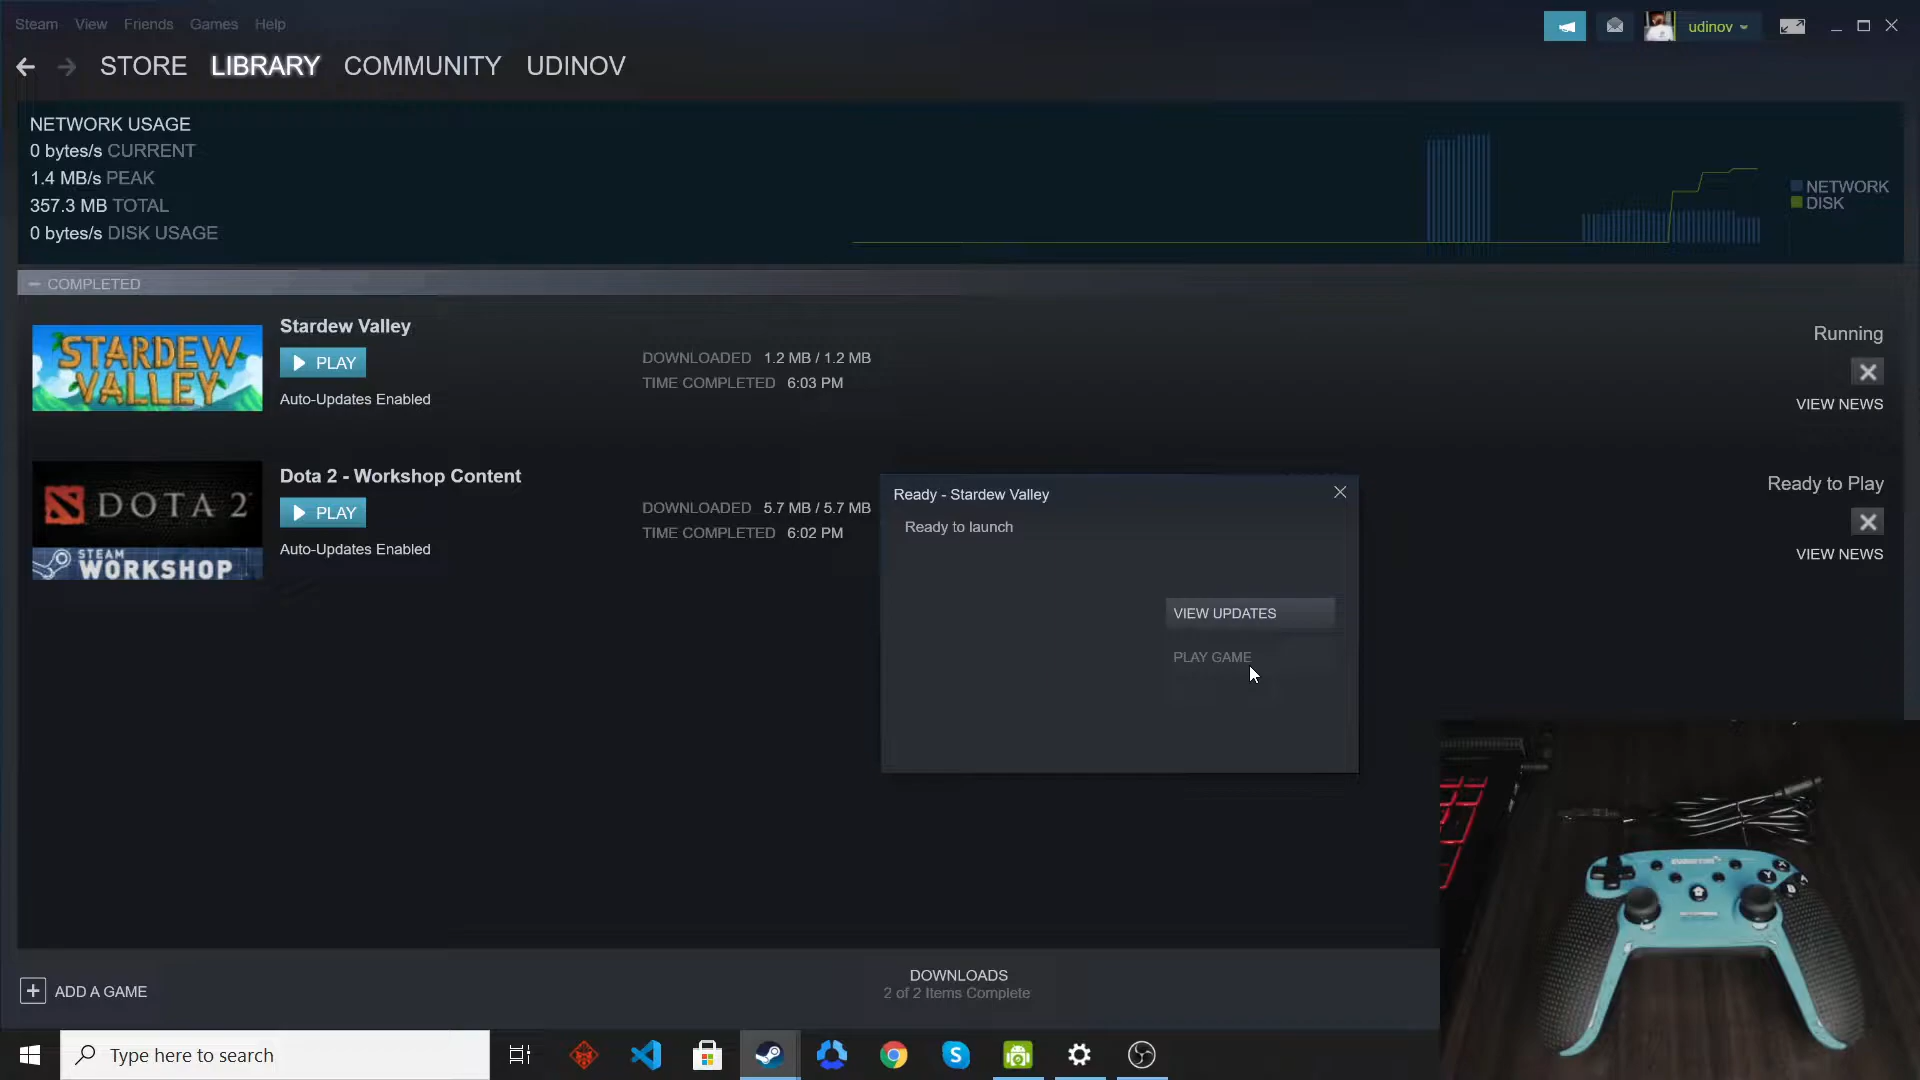 Steam View Friends Games Help
udinov
STORE LIBRARY COMMUNITY UDINOV
NETWORK USAGE
0 bytes/s CURRENT
1.4 MB/s PEAK
357.3 MB TOTAL
0 bytes/s DISK USAGE
NETWORK
DISK
COMPLETED
STARDEW
VALLEY
Stardew Valley
PLAY
Auto-Updates Enabled
DOWNLOADED 1.2 MB / 1.2 MB
TIME COMPLETED 6:03 PM
Running
VIEW NEWS
DOTA 2
STEAM
WORKSHOP
Dota 2 - Workshop Content
PLAY
Auto-Updates Enabled
DOWNLOADED 5.7 MB / 5.7 MB
TIME COMPLETED 6:02 PM
Ready to Play
VIEW NEWS
Ready - Stardew Valley
Ready to launch
VIEW UPDATES
PLAY GAME
ADD A GAME
DOWNLOADS
2 of 2 Items Complete
X
Y
A
B
Type here to search
S